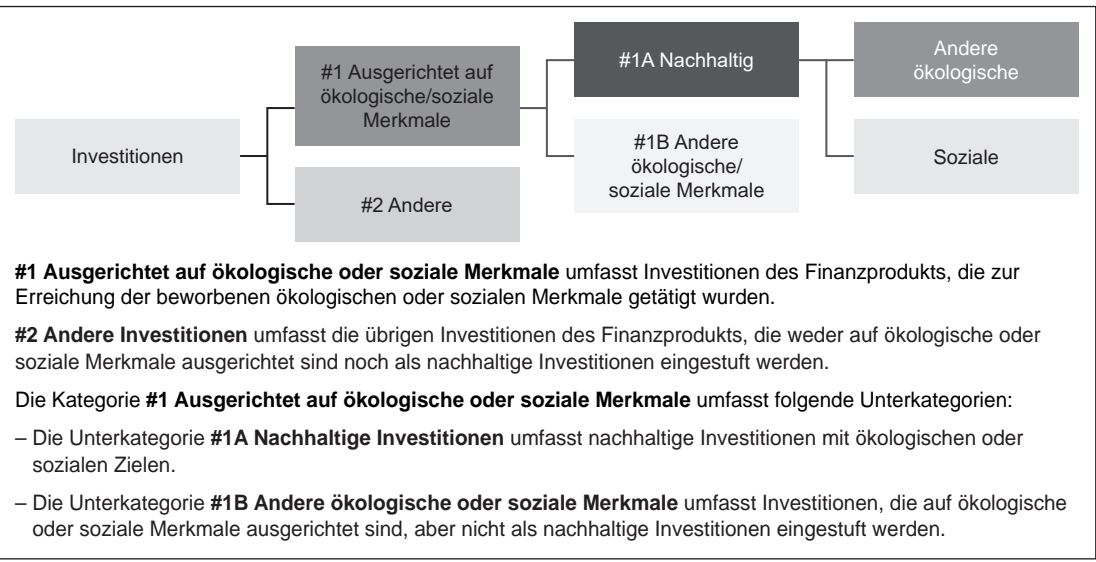 Investitionen
#1 Ausgerichtet auf
ökologische/soziale
Merkmale
#2 Andere
#1A Nachhaltig
#1B Andere
ökologische/
soziale Merkmale
Andere
ökologische
Soziale
#1 Ausgerichtet auf ökologische oder soziale Merkmale umfasst Investitionen des Finanzprodukts, die zur
Erreichung der beworbenen ökologischen oder sozialen Merkmale getätigt wurden.
#2 Andere Investitionen umfasst die übrigen Investitionen des Finanzprodukts, die weder auf ökologische oder
soziale Merkmale ausgerichtet sind noch als nachhaltige Investitionen eingestuft werden.
Die Kategorie #1 Ausgerichtet auf ökologische oder soziale Merkmale umfasst folgende Unterkategorien:
– Die Unterkategorie #1A Nachhaltige Investitionen umfasst nachhaltige Investitionen mit ökologischen oder
sozialen Zielen.
– Die Unterkategorie #1B Andere ökologische oder soziale Merkmale umfasst Investitionen, die auf ökologische
oder soziale Merkmale ausgerichtet sind, aber nicht als nachhaltige Investitionen eingestuft werden.